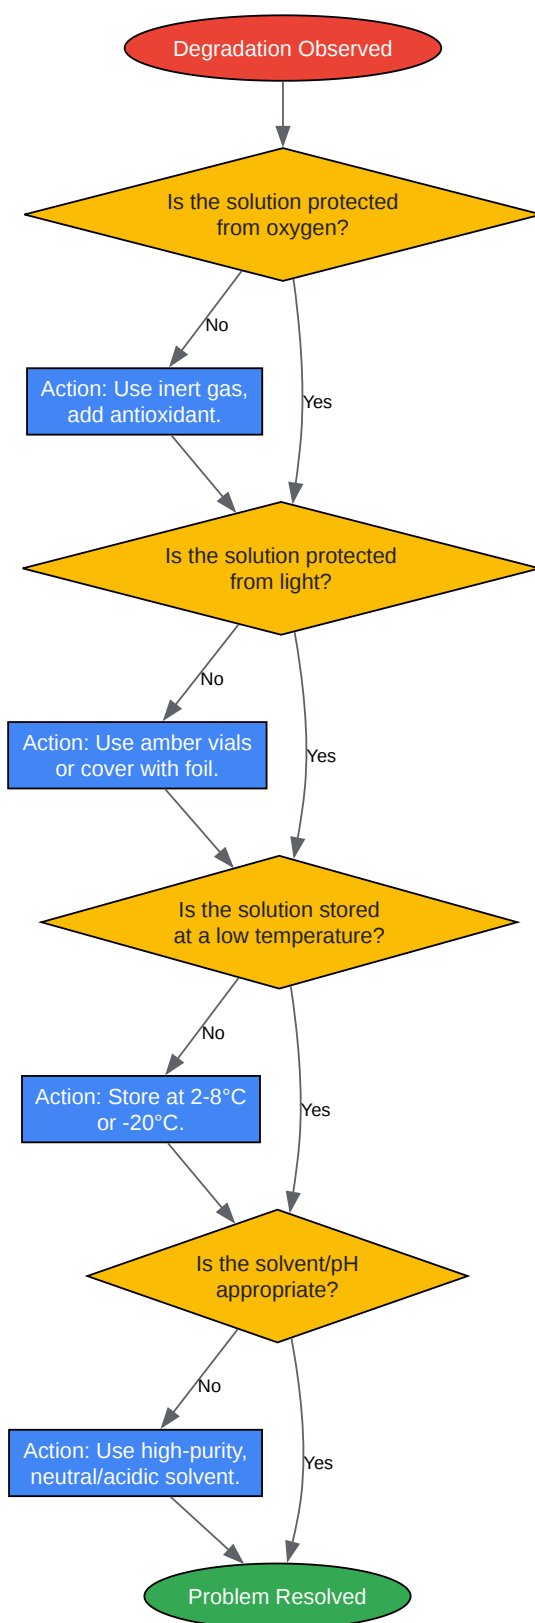 Degradation Observed
Is the solution protected
from oxygen?
No
Action: Use inert gas,
add antioxidant.
Yes
Is the solution protected
from light?
No
Action: Use amber vials
or cover with foil.
Yes
Is the solution stored
at a low temperature?
No
Action: Store at 2-8°C
or -20°C.
Yes
Is the solvent/pH
appropriate?
No
Action: Use high-purity,
neutral/acidic solvent.
Yes
Problem Resolved